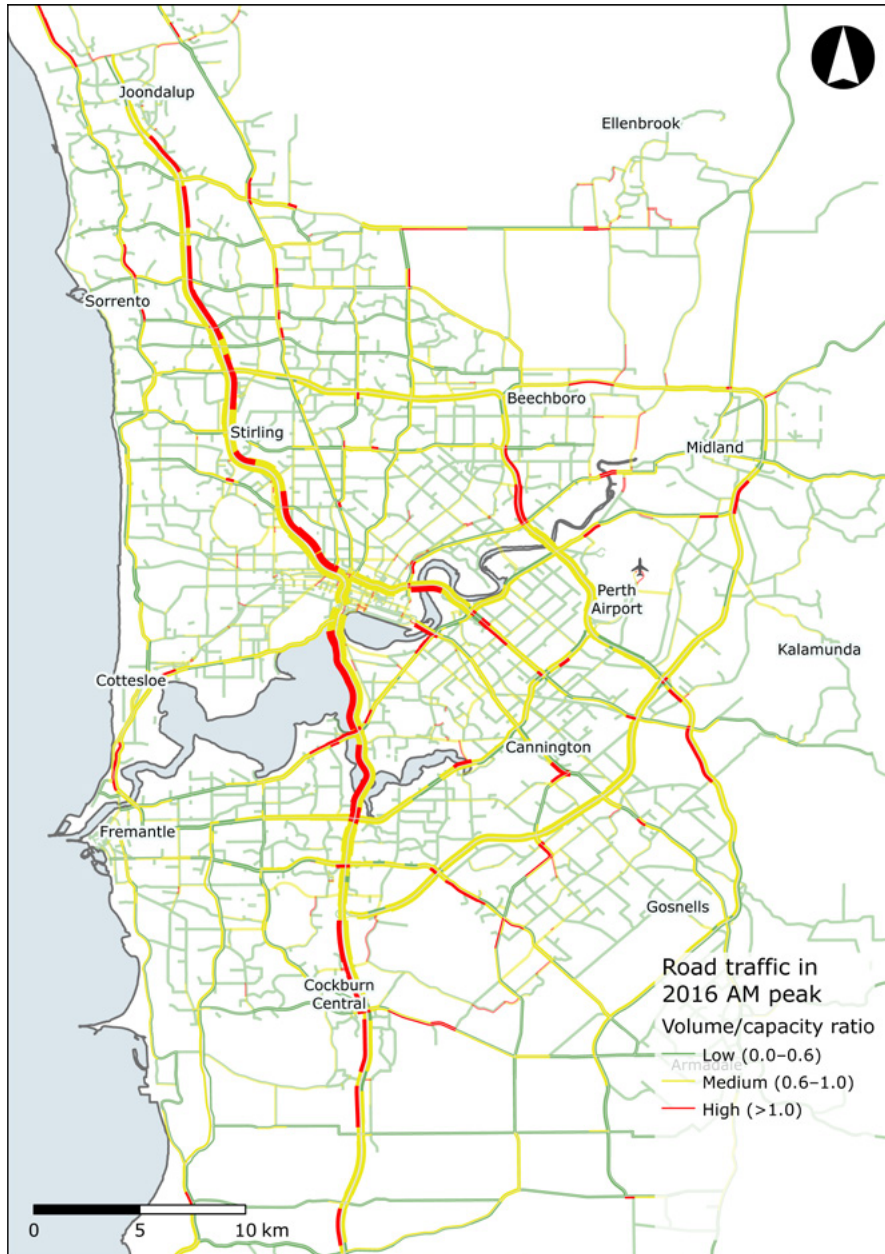 Joondalup
Ellenbrook
Sorrento
Beechboro
Stirling
Midland
Perth
Airport
Kalamunda
Cottesloe
Cannington
Fremantle
Gosnells
Cockburn
Central
Road traffic in
2016 AM peak
Volume/capacity ratio
Low (0.0–0.6)
Armadale
Medium (0.6–1.0)
High (>1.0)
0 5 10 km